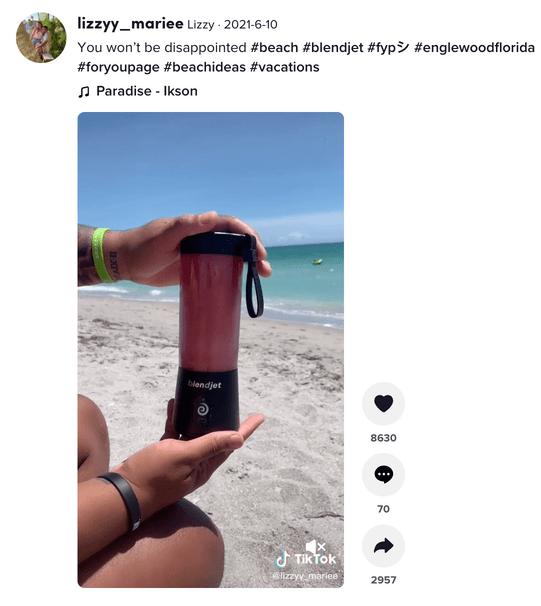 lizzyy_mariee Lizzy · 2021-6-10
You won’t be disappointed #beach #blendjet #fypシ #englewoodflorida
#foryoupage #beachideas #vacations
♫ Paradise - Ikson
blendjet
8630
70
2957
TikTok
@lizzyy_mariee